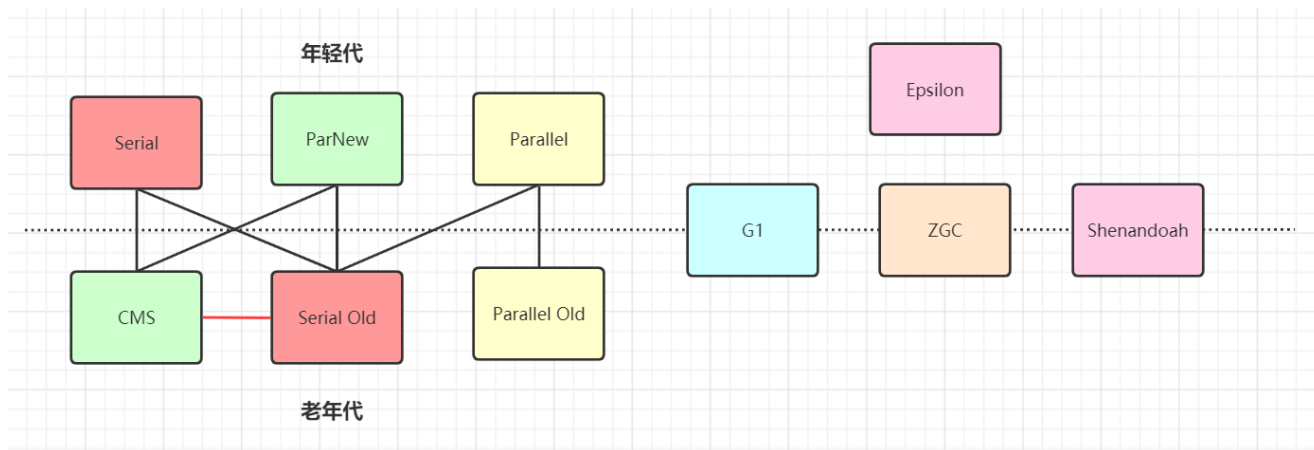 年轻代
Serial
ParNew
Parallel
Epsilon
G1
ZGC
Shenandoah
CMS
Serial Old
Parallel Old
老年代